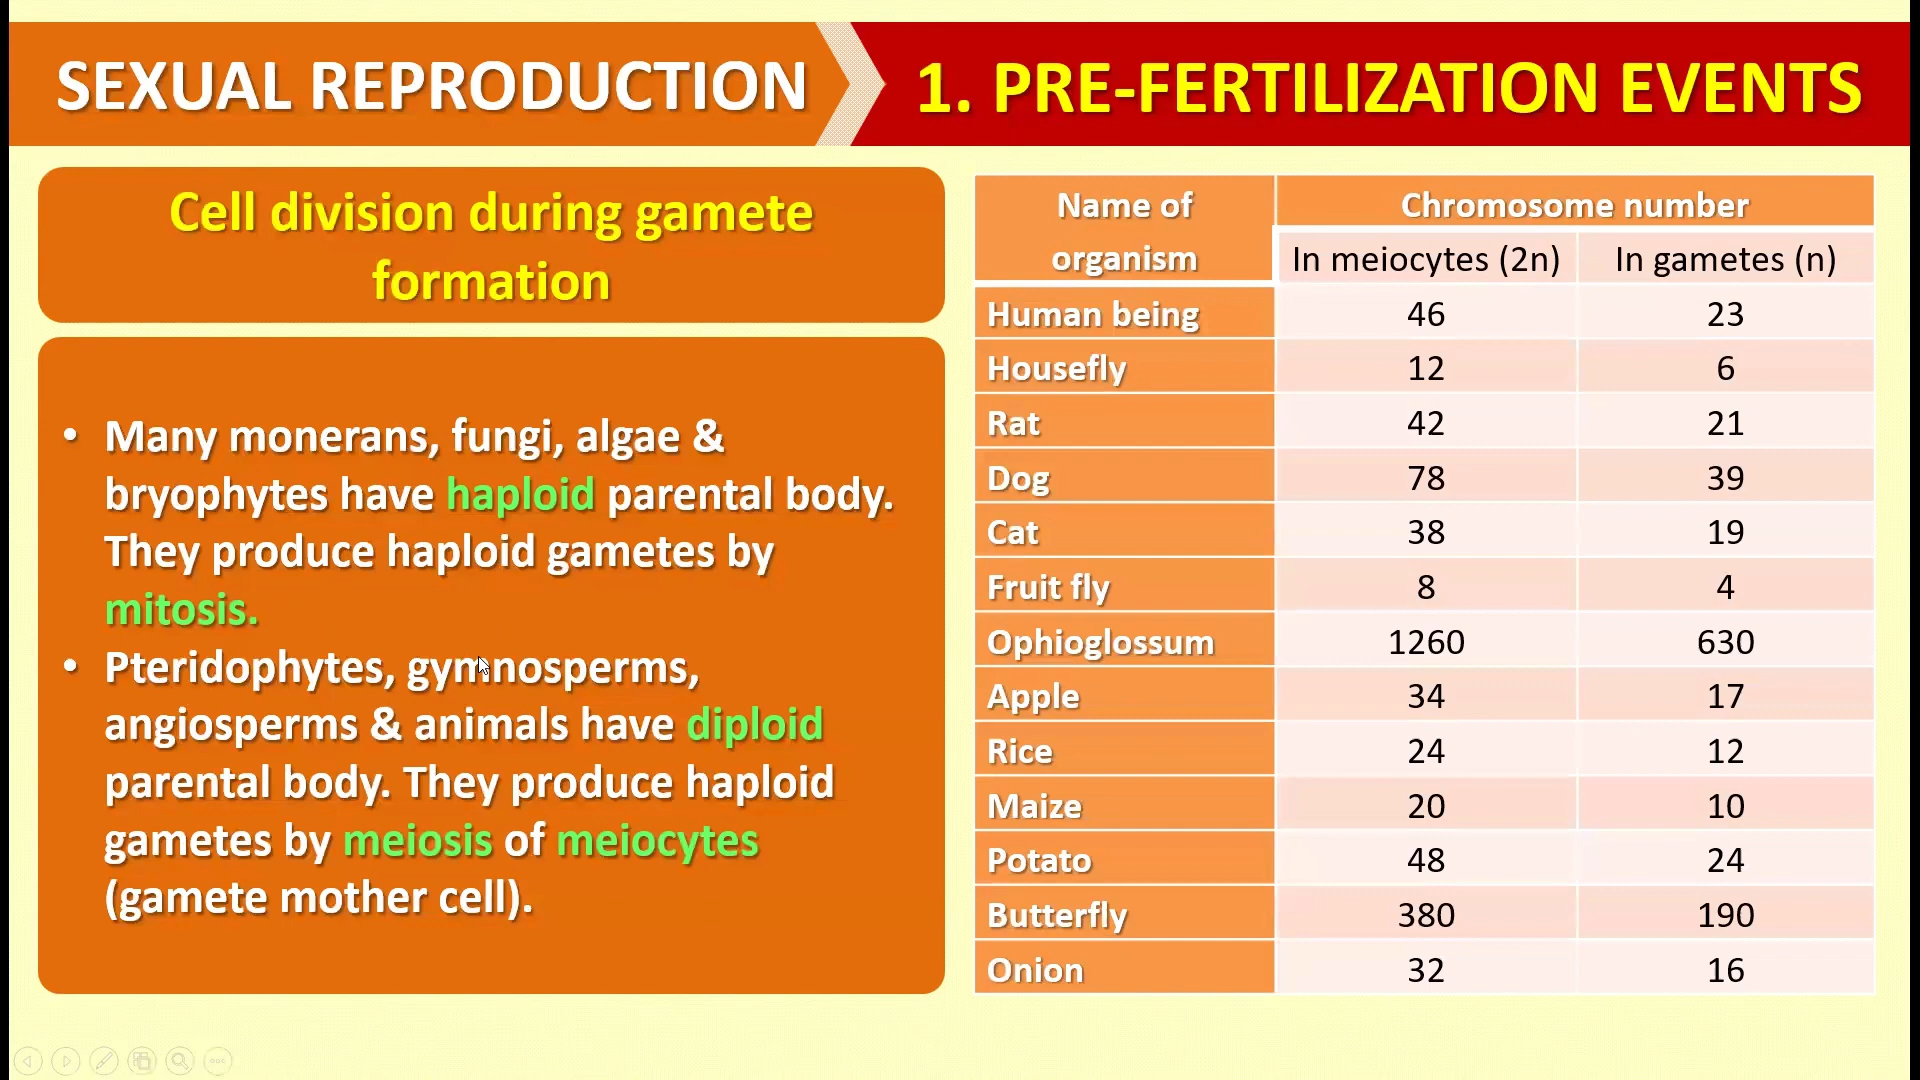 SEXUAL REPRODUCTION
1. PRE-FERTILIZATION EVENTS
Cell division during gamete
formation
• Many monerans, fungi, algae &
bryophytes have haploid parental body.
They produce haploid gametes by
mitosis.
• Pteridophytes, gymnosperms,
angiosperms & animals have diploid
parental body. They produce haploid
gametes by meiosis of meiocytes
(gamete mother cell).
Name of
organism
Chromosome number
In meiocytes (2n) In gametes (n)
Human being 46 23
Housefly 12 6
Rat 42 21
Dog 78 39
Cat 38 19
Fruit fly 8 4
Ophioglossum 1260 630
Apple 34 17
Rice 24 12
Maize 20 10
Potato 48 24
Butterfly 380 190
Onion 32 16